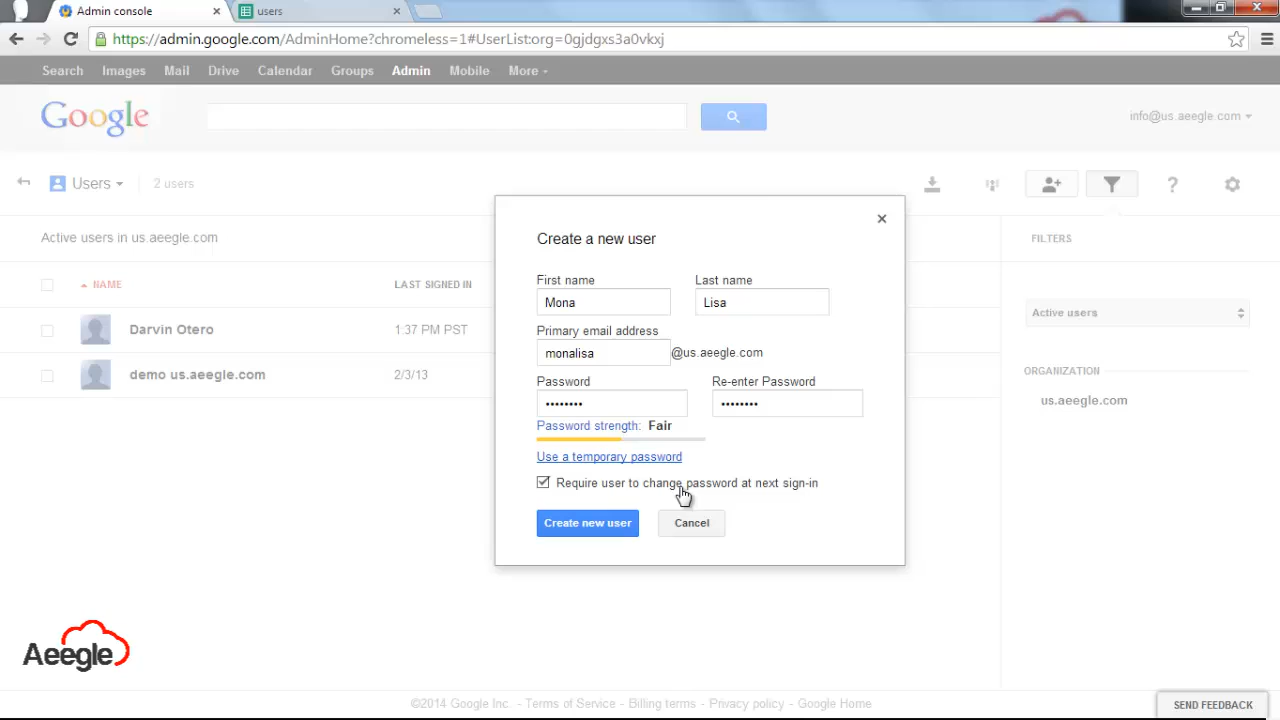 Admin console
users
https://admin.google.com/AdminHome?chromeless=1#UserList:org=0gjdgxs3a0vkxj
Search Images Mail Drive Calendar Groups Admin Mobile More
Google
info@us.aeegle.com
Users 2 users
Active users in us.aeegle.com
FILTERS
NAME LAST SIGNED IN
Darvin Otero 1:37 PM PST
demo us.aeegle.com 2/3/13
Active users
ORGANIZATION
us.aeegle.com
Create a new user
First name Last name
Mona Lisa
Primary email address
monalisa @us.aeegle.com
Password Re-enter Password
•••••••• ••••••••
Password strength: Fair
Use a temporary password
Require user to change password at next sign-in
Create new user Cancel
Aeegle
©2014 Google Inc. - Terms of Service - Billing terms - Privacy policy - Google Home
SEND FEEDBACK